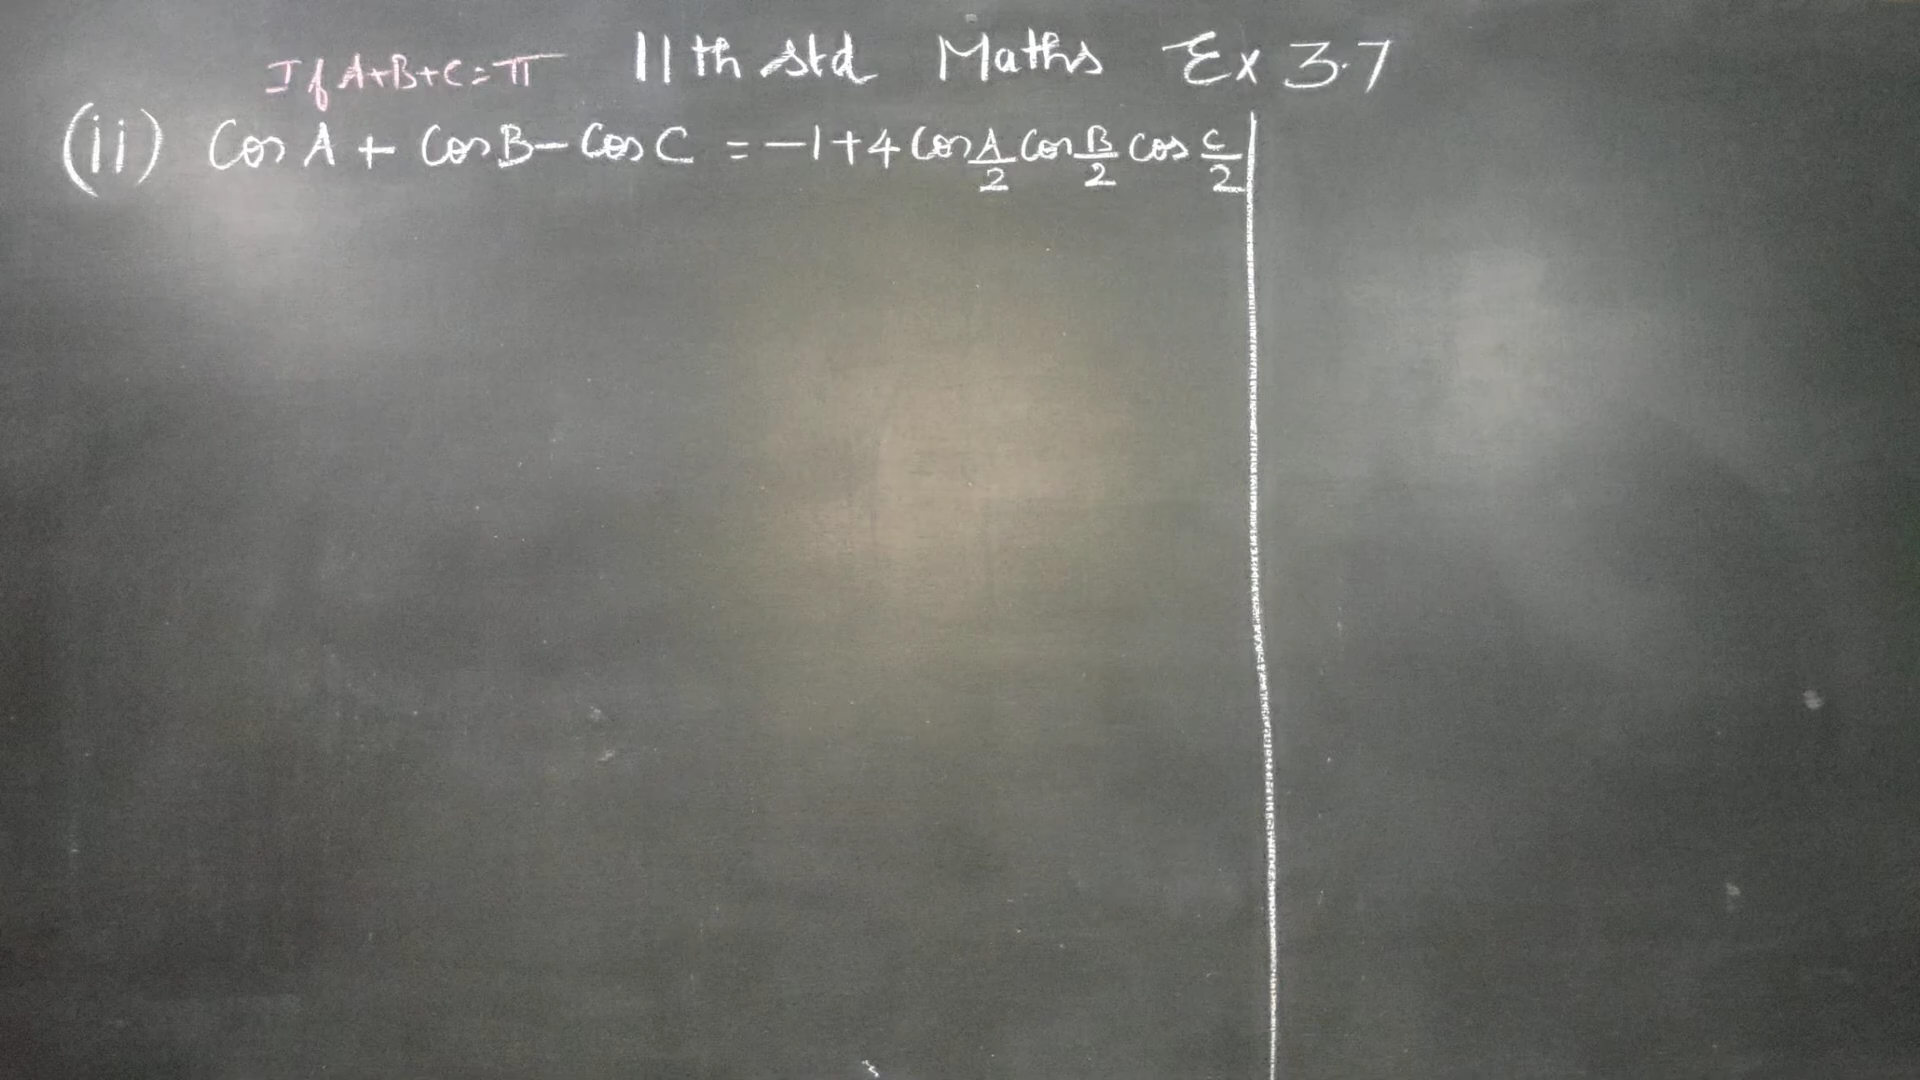 11th std Maths Ex 3.7
If A+B+C=π
(ii) Cos A + Cos B - Cos C = -1+4 Cos A/2 Cos B/2 cos C/2